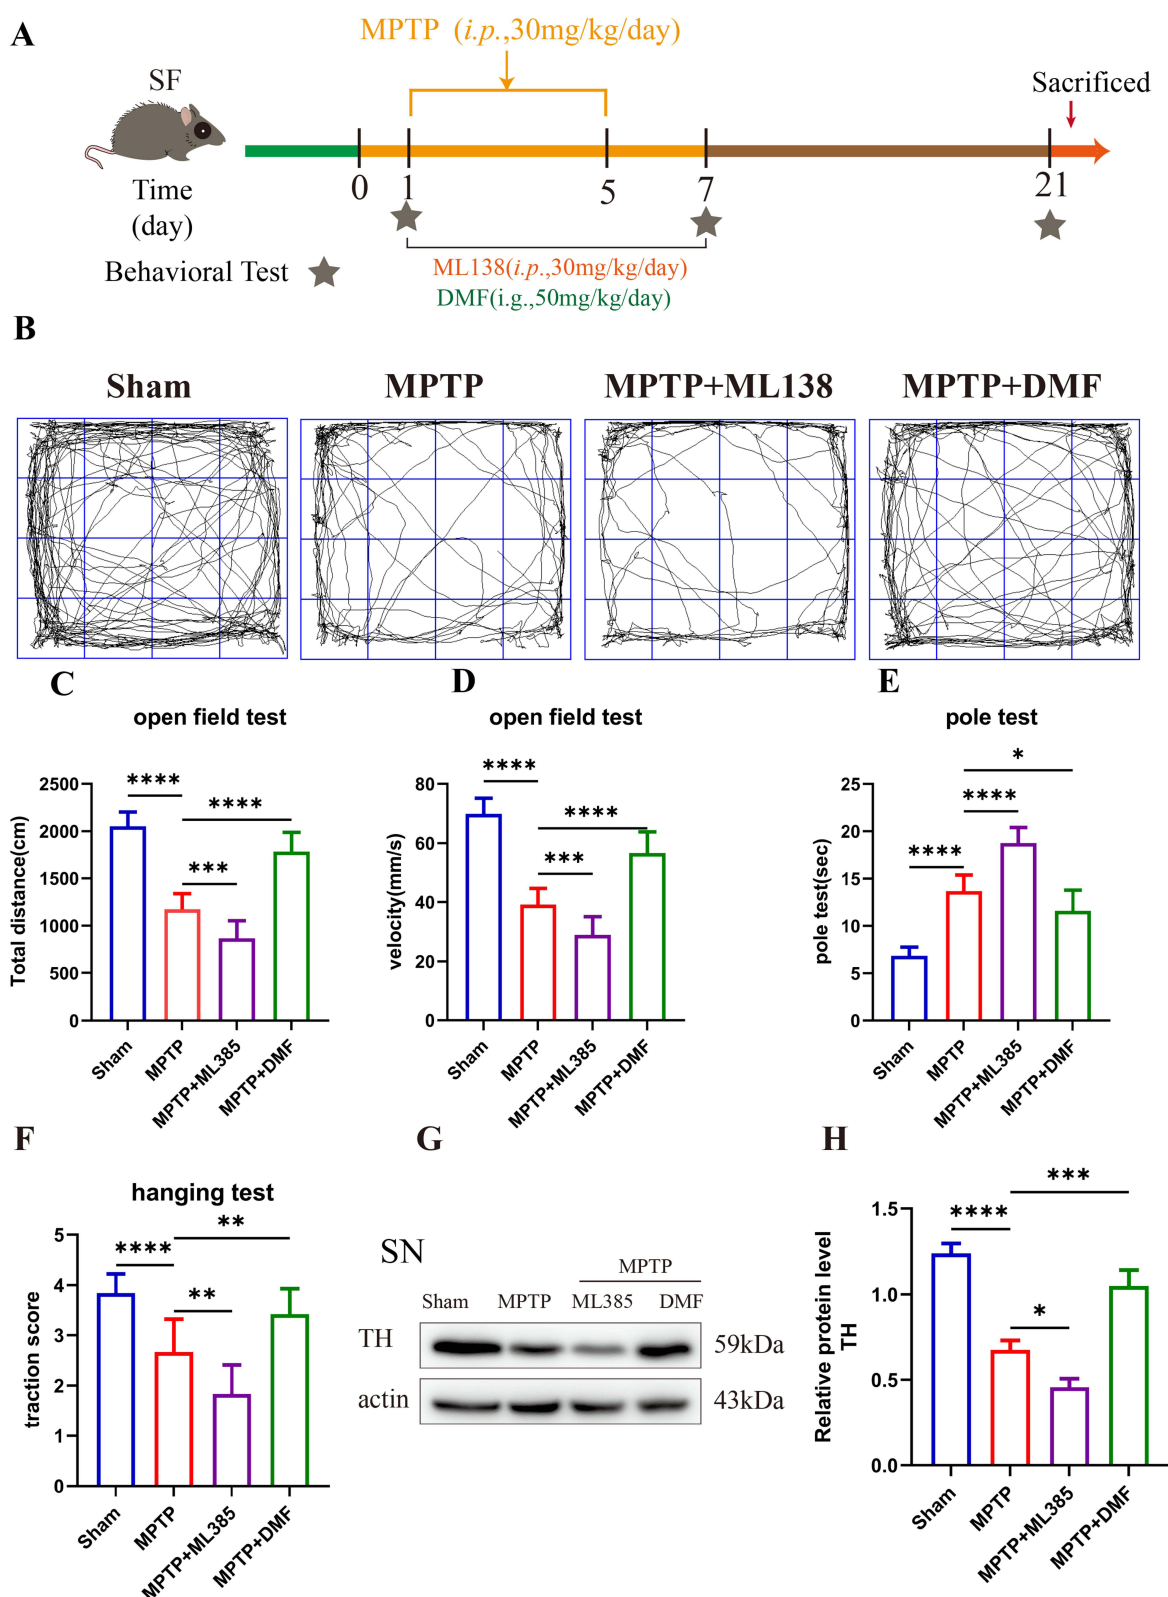 A
MPTP (i.p.,30mg/kg/day)
SF
Sacrificed
Time
(day)
0 1 5 7 21
Behavioral Test
ML138(i.p.,30mg/kg/day)
DMF(i.g.,50mg/kg/day)
B
Sham MPTP MPTP+ML138 MPTP+DMF
C
open field test
Total distance(cm)
2500
2000
1500
1000
500
0
****
****
***
Sham
MPTP
MPTP+ML385
MPTP+DMF
D
open field test
velocity(mm/s)
80
60
40
20
0
****
****
***
Sham
MPTP
MPTP+ML385
MPTP+DMF
E
pole test
pole test(sec)
25
20
15
10
5
0
*
****
****
Sham
MPTP
MPTP+ML385
MPTP+DMF
F
hanging test
traction score
5
4
3
2
1
0
**
****
**
Sham
MPTP
MPTP+ML385
MPTP+DMF
G
SN
MPTP
Sham MPTP ML385 DMF
TH 59kDa
actin 43kDa
H
Relative protein level
TH
1.5
1.0
0.5
0.0
***
****
*
Sham
MPTP
MPTP+ML385
MPTP+DMF